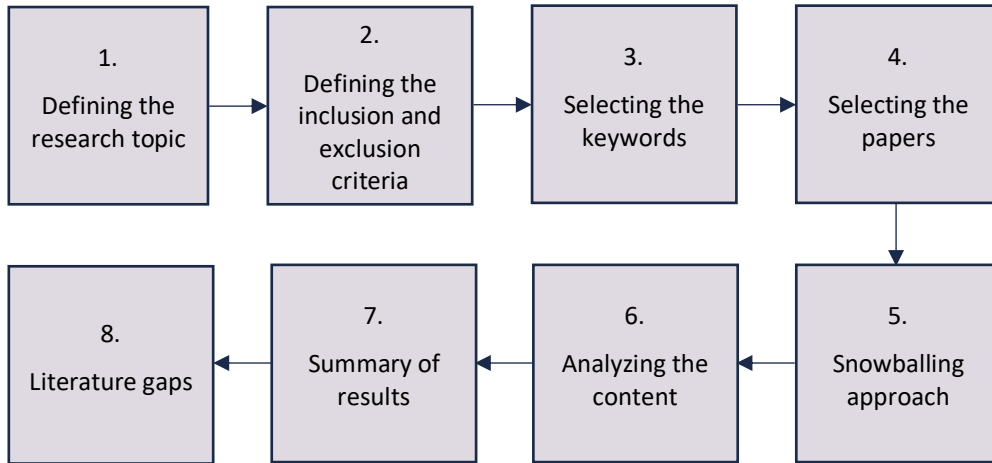 1.
Defining the
research topic
2.
Defining the
inclusion and
exclusion
criteria
3.
Selecting the
keywords
4.
Selecting the
papers
5.
Snowballing
approach
6.
Analyzing the
content
7.
Summary of
results
8.
Literature gaps